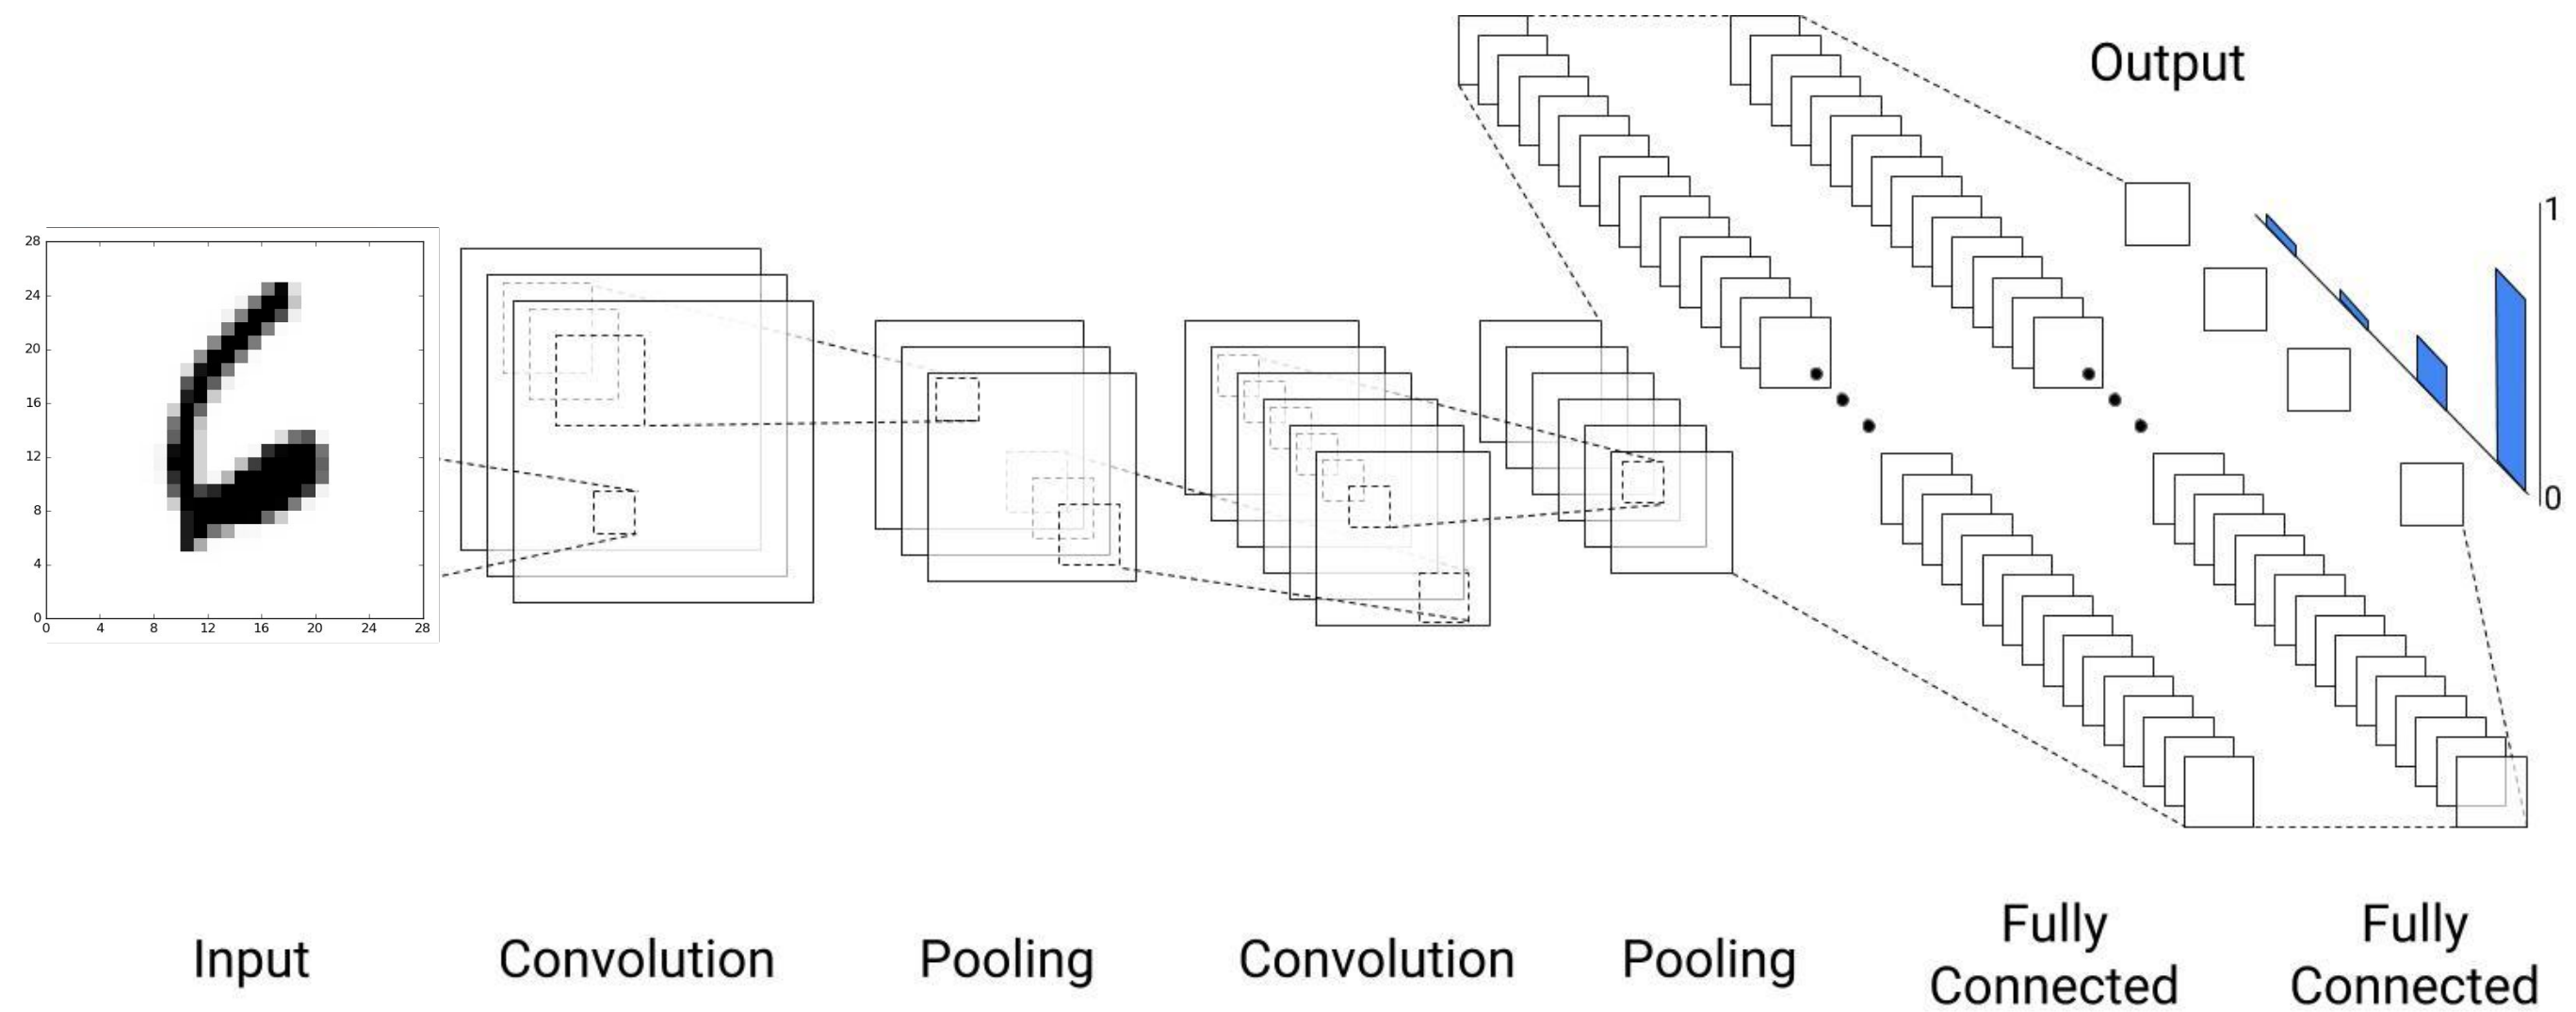 Output
1
0
28
24
20
16
12
8
4
0
0 4 8 12 16 20 24 28
Input
Convolution
Pooling
Convolution
Pooling
Fully
Connected
Fully
Connected